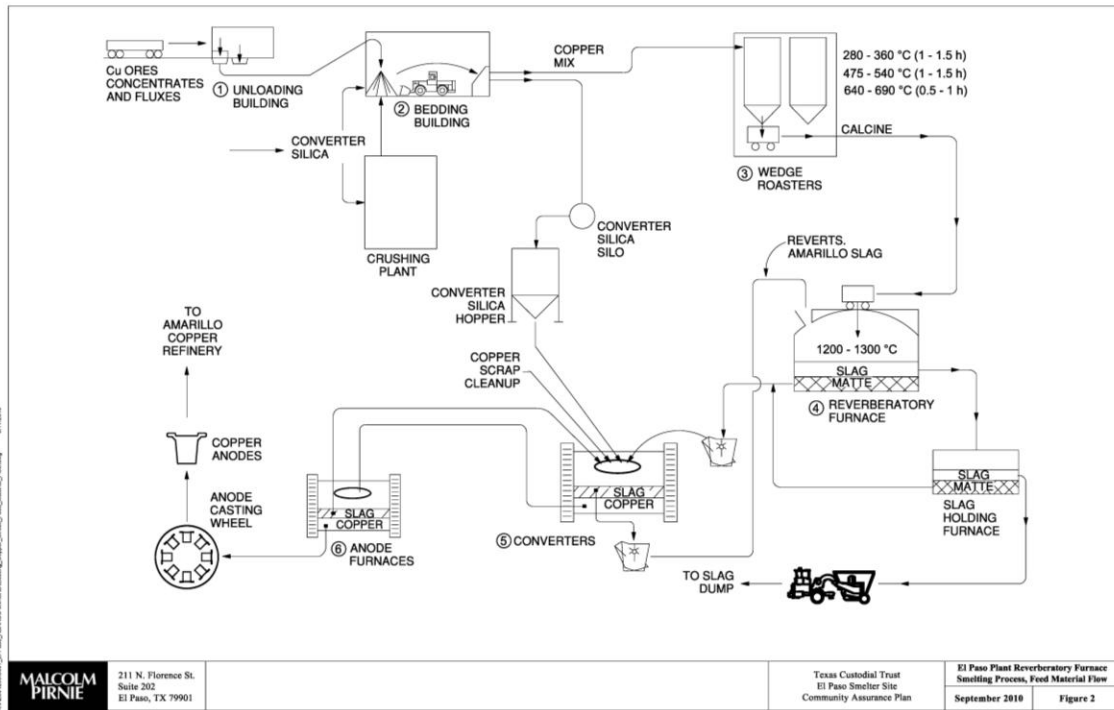 Cu ORES
CONCENTRATES
AND FLUXES
① UNLOADING
BUILDING
② BEDDING
BUILDING
COPPER
MIX
280 - 360 °C (1 - 1.5 h)
475 - 540 °C (1 - 1.5 h)
640 - 690 °C (0.5 - 1 h)
CALCINE
③ WEDGE
ROASTERS
CONVERTER
SILICA
CRUSHING
PLANT
CONVERTER
SILICA
SILO
CONVERTER
SILICA
HOPPER
REVERTS.
AMARILLO SLAG
1200 - 1300 °C
SLAG
MATTE
④ REVERBERATORY
FURNACE
COPPER
SCRAP
CLEANUP
TO
AMARILLO
COPPER
REFINERY
COPPER
ANODES
ANODE
CASTING
WHEEL
SLAG
COPPER
⑥ ANODE
FURNACES
SLAG
COPPER
⑤ CONVERTERS
SLAG
MATTE
SLAG
HOLDING
FURNACE
TO SLAG
DUMP
MALCOLM
PIRNIE
211 N. Florence St.
Suite 202
El Paso, TX 79901
Texas Custodial Trust
El Paso Smelter Site
Community Assurance Plan
El Paso Plant Reverberatory Furnace
Smelting Process, Feed Material Flow
September 2010
Figure 2